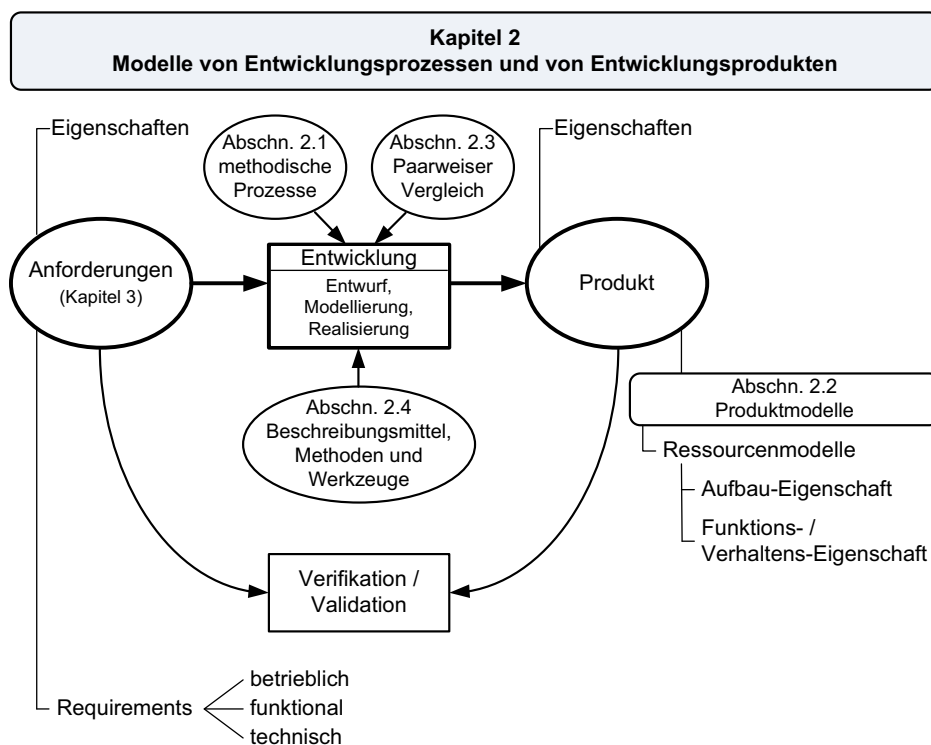 Kapitel 2
Modelle von Entwicklungsprozessen und von Entwicklungsprodukten
Eigenschaften
Abschn. 2.1
methodische
Prozesse
Abschn. 2.3
Paarweiser
Vergleich
Eigenschaften
Anforderungen
(Kapitel 3)
Entwicklung
Entwurf,
Modellierung,
Realisierung
Produkt
Abschn. 2.4
Beschreibungsmittel,
Methoden und
Werkzeuge
Abschn. 2.2
Produktmodelle
Ressourcenmodelle
Aufbau-Eigenschaft
Funktions- /
Verhaltens-Eigenschaft
Verifikation /
Validation
Requirements
betrieblich
funktional
technisch